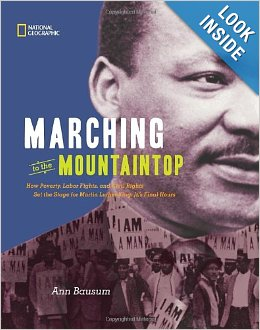 LOOK INSIDE
NATIONAL GEOGRAPHIC
MARCHING
to the
MOUNTAINTOP
How Poverty, Labor Fights, and Civil Rights
Set the Stage for Martin Luther King, Jr.'s Final Hours
I AM A MAN
I AM A MAN
I AM A MAN
Ann Bausum